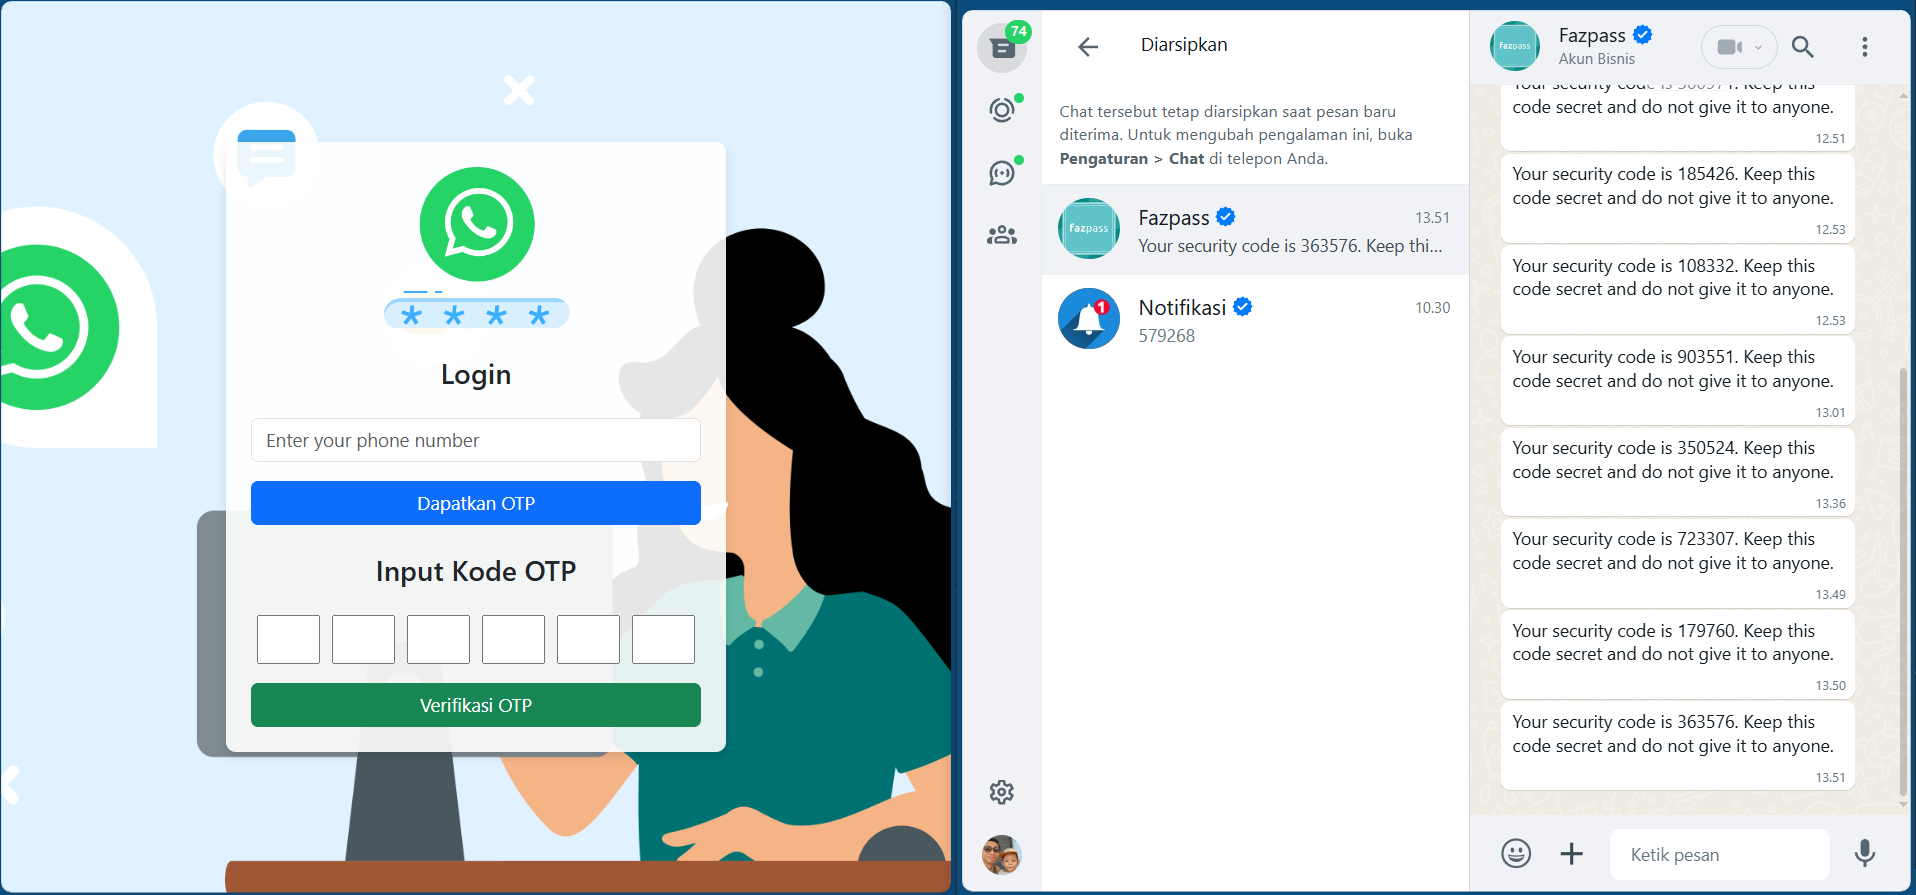 Login
Enter your phone number
Dapatkan OTP
Input Kode OTP
Verifikasi OTP
74
Diarsipkan
Chat tersebut tetap diarsipkan saat pesan baru
diterima. Untuk mengubah pengalaman ini, buka
Pengaturan > Chat di telepon Anda.
fazpass
Fazpass
13.51
Your security code is 363576. Keep thi...
1
Notifikasi
10.30
579268
fazpass
Fazpass
Akun Bisnis
Your security code is Keep this
code secret and do not give it to anyone.
12.51
Your security code is 185426. Keep this
code secret and do not give it to anyone.
12.53
Your security code is 108332. Keep this
code secret and do not give it to anyone.
12.53
Your security code is 903551. Keep this
code secret and do not give it to anyone.
13.01
Your security code is 350524. Keep this
code secret and do not give it to anyone.
13.36
Your security code is 723307. Keep this
code secret and do not give it to anyone.
13.49
Your security code is 179760. Keep this
code secret and do not give it to anyone.
13.50
Your security code is 363576. Keep this
code secret and do not give it to anyone.
13.51
Ketik pesan